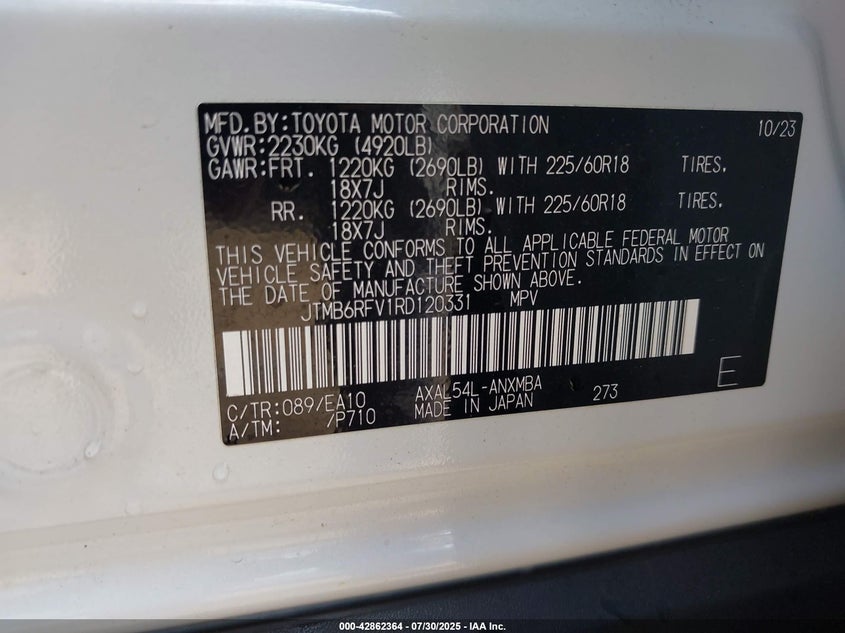 MFD.BY:TOYOTA MOTOR CORPORATION 10/23
GVWR:2230KG (4920LB)
GAWR:FRT. 1220KG (2690LB) WITH 225/60R18 TIRES.
18X7J RIMS.
RR. 1220KG (2690LB) WITH 225/60R18 TIRES.
18X7J RIMS.
THIS VEHICLE CONFORMS TO ALL APPLICABLE FEDERAL MOTOR
VEHICLE SAFETY AND THEFT PREVENTION STANDARDS IN EFFECT ON
THE DATE OF MANUFACTURE SHOWN ABOVE.
JTMB6RFV1RD120331 MPV
C/TR:089/EA10 AXAL54L-ANXMBA 273 E
A/TM: /P710 MADE IN JAPAN
000-42862364 / 07/30/2025 - IAA Inc.